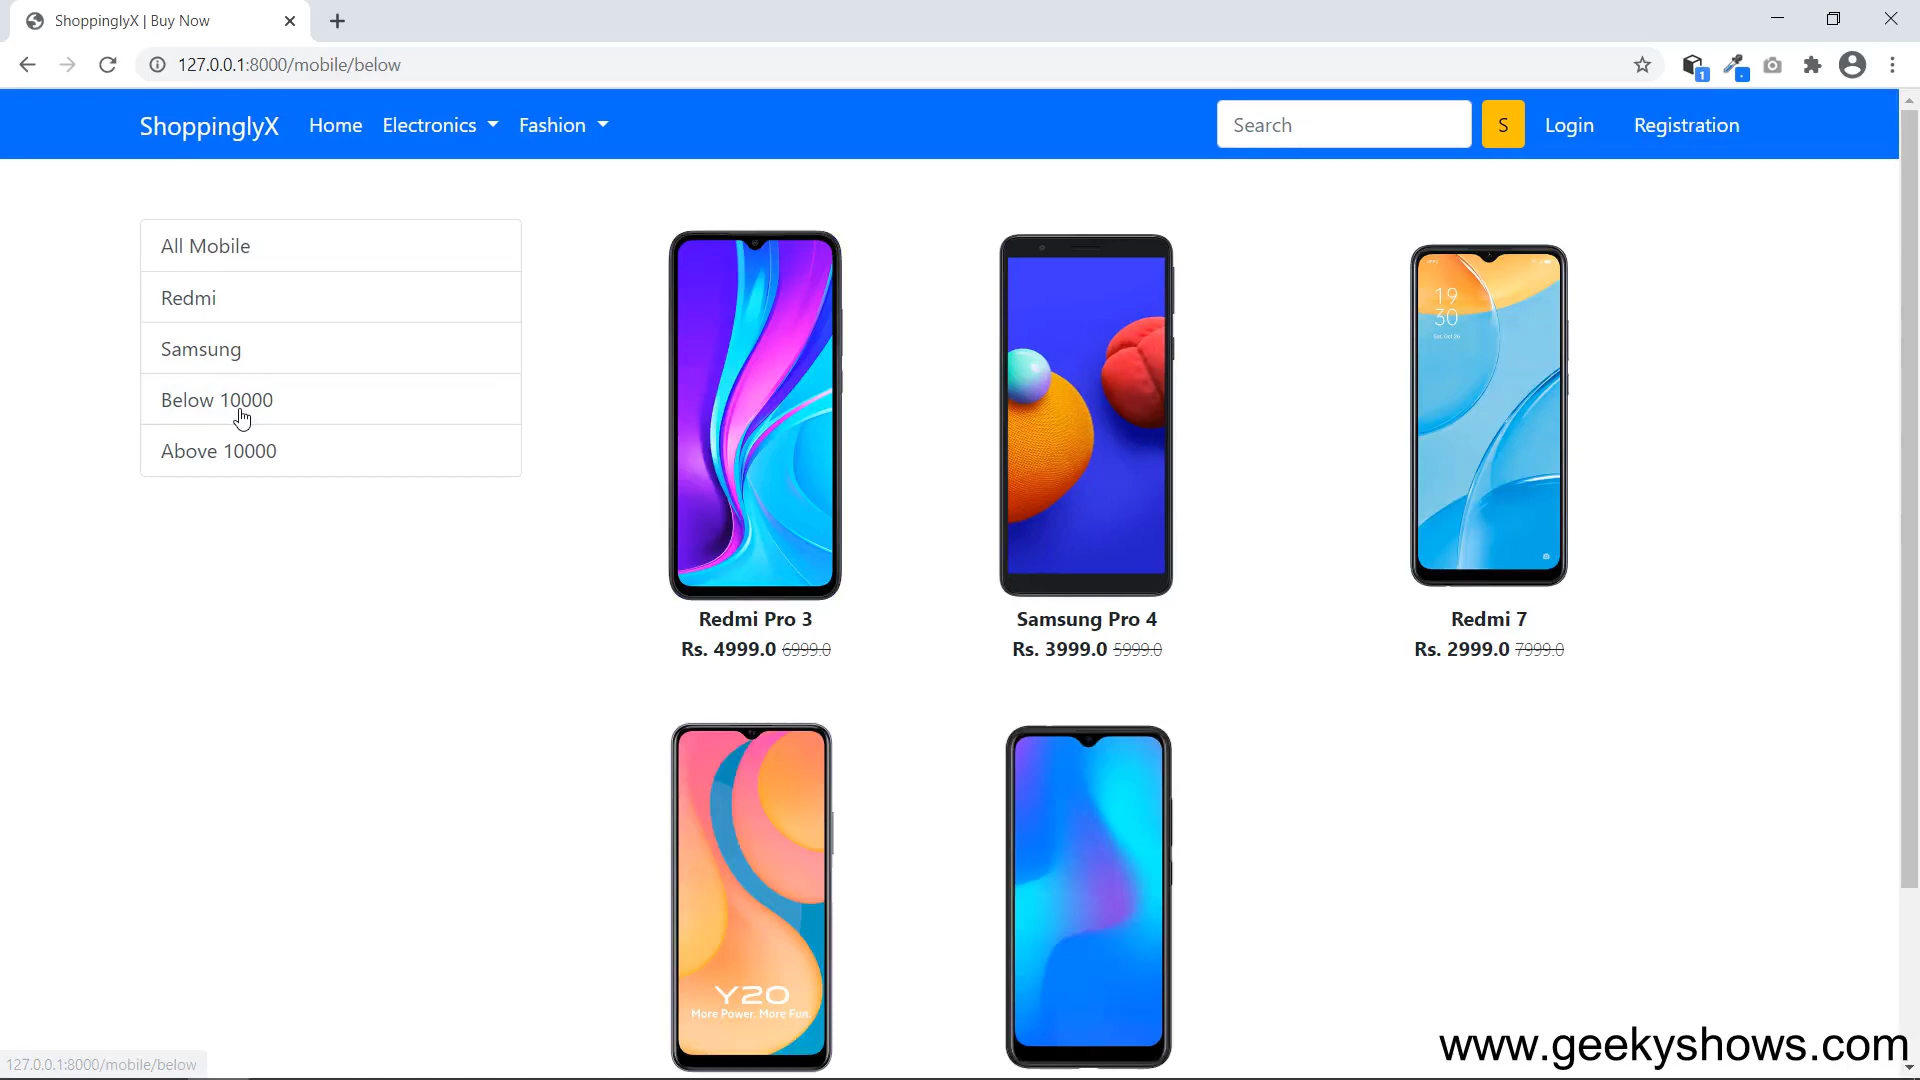 ShoppinglyX | Buy Now
127.0.0.1:8000/mobile/below
1
ShoppinglyX Home Electronics Fashion Search S Login Registration
All Mobile
Redmi
Samsung
Below 10000
Above 10000
19
30
Redmi Pro 3
Rs. 4999.0 6999.0
Samsung Pro 4
Rs. 3999.0 5999.0
Redmi 7
Rs. 2999.0 7999.0
Y20
More Power. More Fun.
www.geekyshows.com
127.0.0.1:8000/mobile/below